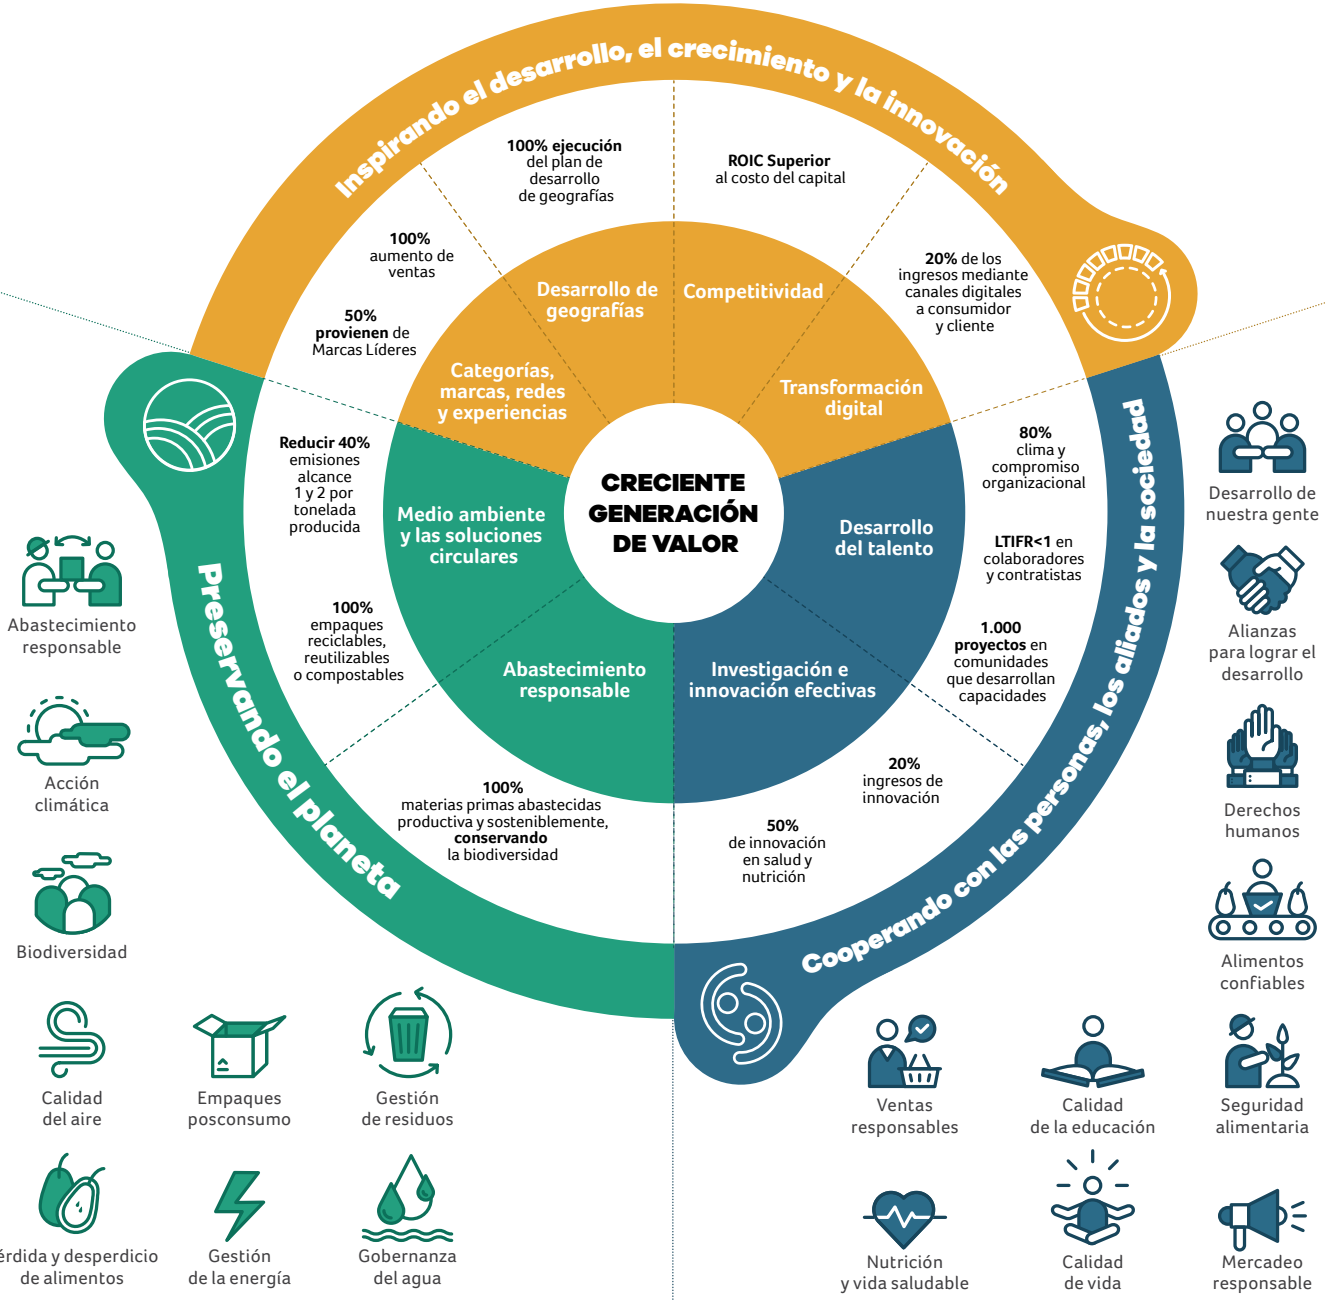 Inspirando el desarrollo, el crecimiento y la innovación
100% ejecución
del plan de
desarrollo
de geografías
ROIC Superior
al costo del capital
100%
aumento de
ventas
50%
provienen de
Marcas Líderes
20% de los
ingresos mediante
canales digitales
a consumidor
y cliente
Desarrollo de
geografías
Competitividad
Categorías,
marcas, redes
y experiencias
Transformación
digital
CRECIENTE
GENERACIÓN
DE VALOR
Preservando el planeta
Reducir 40%
emisiones
alcance
1 y 2 por
tonelada
producida
100%
empaques
reciclables,
reutilizables
o compostables
100%
materias primas abastecidas
productiva y sosteniblemente,
conservando
la biodiversidad
Medio ambiente
y las soluciones
circulares
Abastecimiento
responsable
Cooperando con las personas, los aliados y la sociedad
Desarrollo
del talento
Investigación e
innovación efectivas
80%
clima y
compromiso
organizacional
LTIFR<1 en
colaboradores
y contratistas
1.000
proyectos en
comunidades
que desarrollan
capacidades
20%
ingresos de
innovación
50%
de innovación
en salud y
nutrición
Abastecimiento
responsable
Acción
climática
Biodiversidad
Calidad
del aire
Empaques
posconsumo
Gestión
de residuos
érdida y desperdicio
de alimentos
Gestión
de la energía
Gobernanza
del agua
Desarrollo de
nuestra gente
Alianzas
para lograr el
desarrollo
Derechos
humanos
Alimentos
confiables
Ventas
responsables
Calidad
de la educación
Seguridad
alimentaria
Nutrición
y vida saludable
Calidad
de vida
Mercadeo
responsable